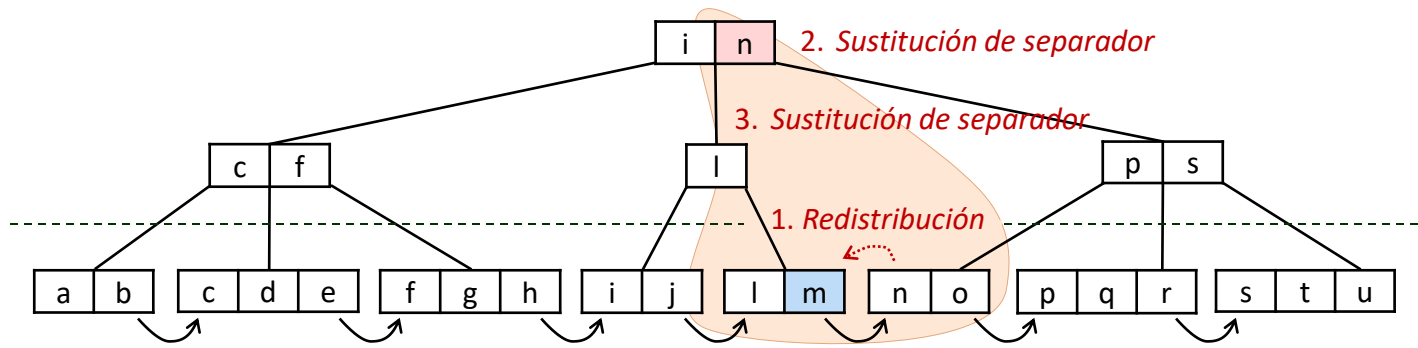 i n
2. Sustitución de separador
3. Sustitución de separador
c f
l
p s
1. Redistribución
a b
c d e
f g h
i j
l m
n o
p q r
s t u